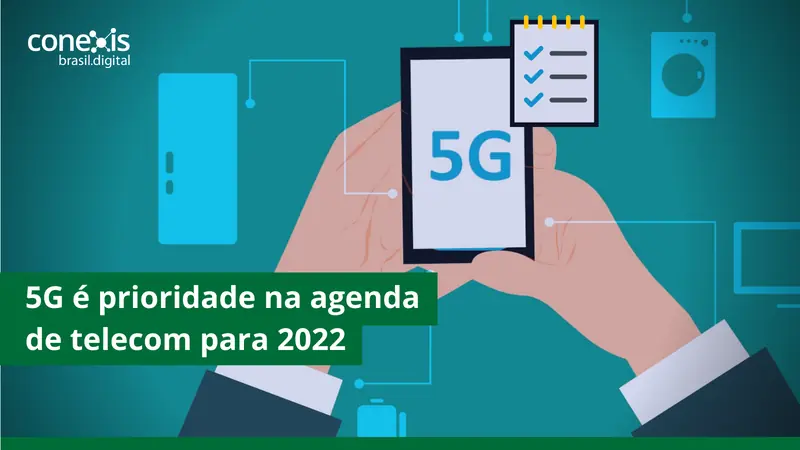 conexis
brasil.digital
5G
5G é prioridade na agenda
de telecom para 2022